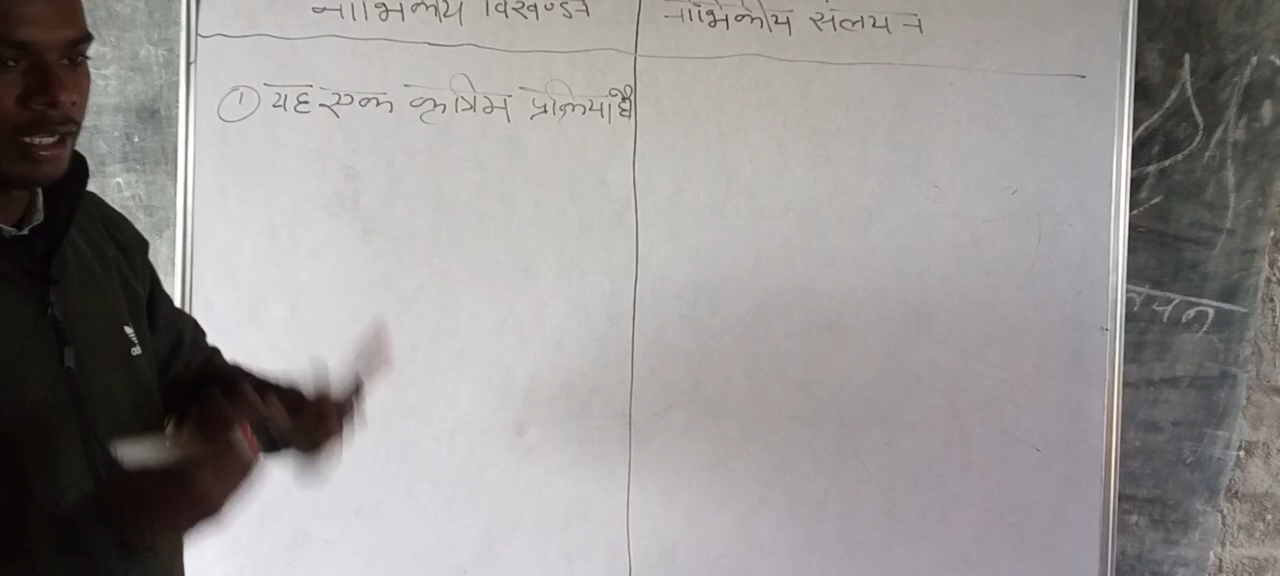 नाभिकीय विखण्डन
नाभिकीय संलयन
① यह एक कृत्रिम प्रक्रिया है